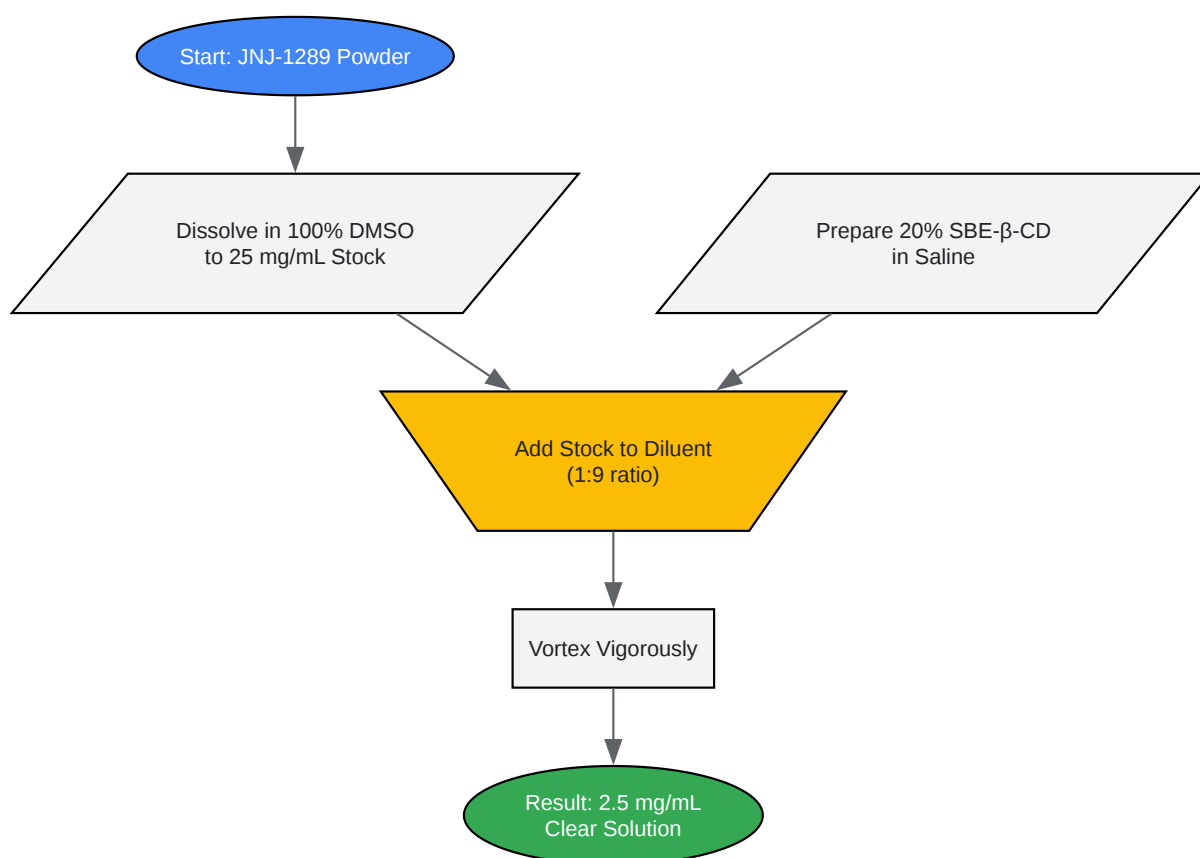 Start: JNJ-1289 Powder
Dissolve in 100% DMSO
to 25 mg/mL Stock
Prepare 20% SBE-β-CD
in Saline
Add Stock to Diluent
(1:9 ratio)
Vortex Vigorously
Result: 2.5 mg/mL
Clear Solution